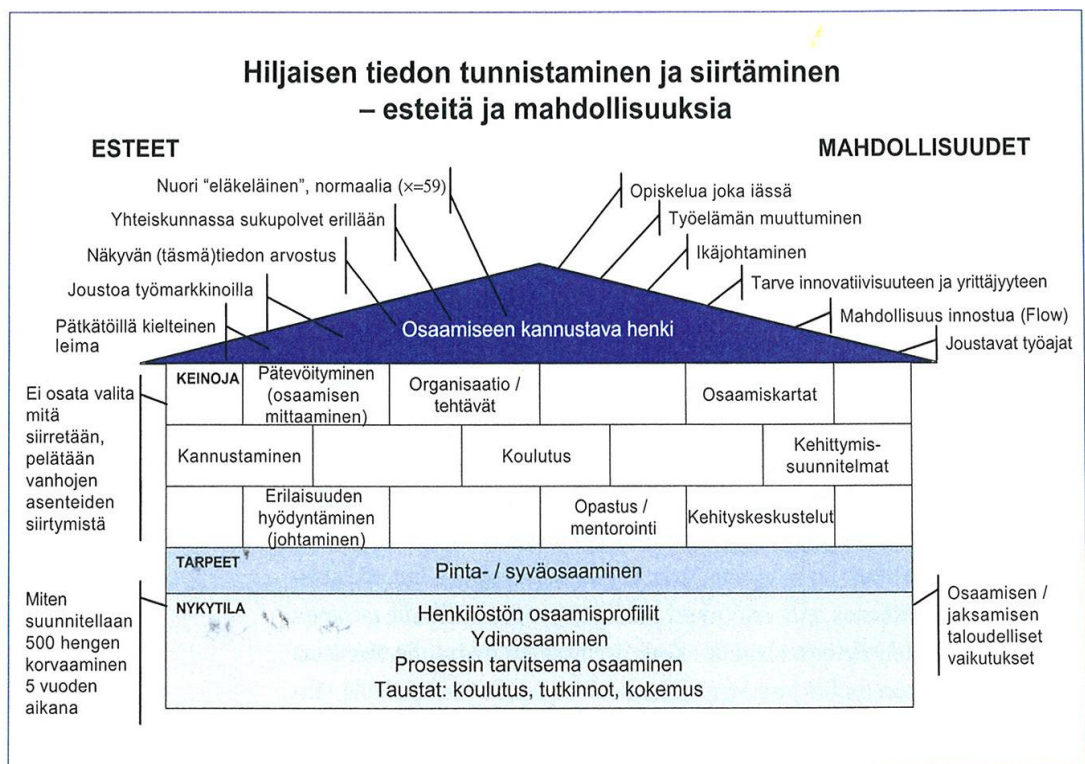 Hiljaisen tiedon tunnistaminen ja siirtäminen
– esteitä ja mahdollisuuksia
ESTEET
MAHDOLLISUUDET
Nuori "eläkeläinen", normaalia (x=59)
Yhteiskunnassa sukupolvet erillään
Näkyvän (täsmä)tiedon arvostus
Joustoa työmarkkinoilla
Pätkätöillä kielteinen
leima
Opiskelua joka iässä
Työelämän muuttuminen
Ikäjohtaminen
Tarve innovatiivisuuteen ja yrittäjyyteen
Mahdollisuus innostua (Flow)
Joustavat työajat
Osaamiseen kannustava henki
Ei osata valita
mitä
siirretään,
pelätään
vanhojen
asenteiden
siirtymistä
KEINOJA
Pätevöityminen
(osaamisen
mittaaminen)
Organisaatio /
tehtävät
Osaamiskartat
Kannustaminen
Koulutus
Kehittymis-
suunnitelmat
Erilaisuuden
hyödyntäminen
(johtaminen)
Opastus /
mentorointi
Kehityskeskustelut
TARPEET
Pinta- / syväosaaminen
Miten
suunnitellaan
500 hengen
korvaaminen
5 vuoden
aikana
NYKYTILA
Henkilöstön osaamisprofiilit
Ydinosaaminen
Prosessin tarvitsema osaaminen
Taustat: koulutus, tutkinnot, kokemus
Osaamisen /
jaksamisen
taloudelliset
vaikutukset